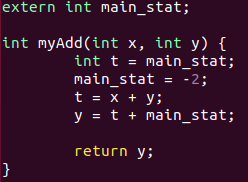 extern int main_stat;

int myAdd(int x, int y) {
        int t = main_stat;
        main_stat = -2;
        t = x + y;
        y = t + main_stat;

        return y;
}